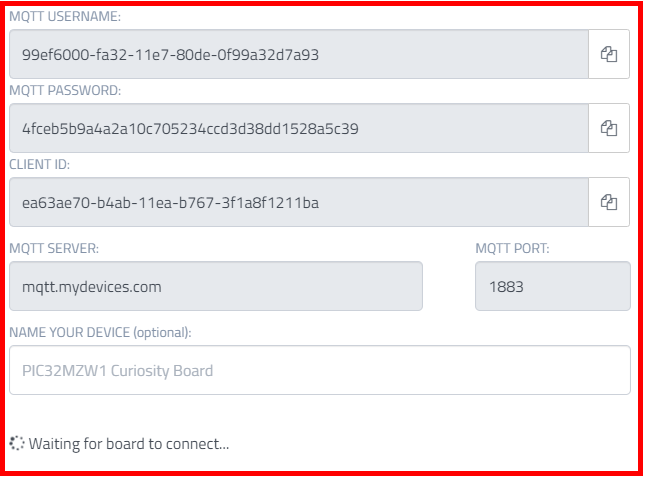 MQTT USERNAME:
99ef6000-fa32-11e7-80de-0f99a32d7a93
MQTT PASSWORD:
4fceb5b9a4a2a10c705234ccd3d38dd1528a5c39
CLIENT ID:
ea63ae70-b4ab-11ea-b767-3f1a8f1211ba
MQTT SERVER: MQTT PORT:
mqtt.mydevices.com 1883
NAME YOUR DEVICE (optional):
PIC32MZW1 Curiosity Board
Waiting for board to connect...